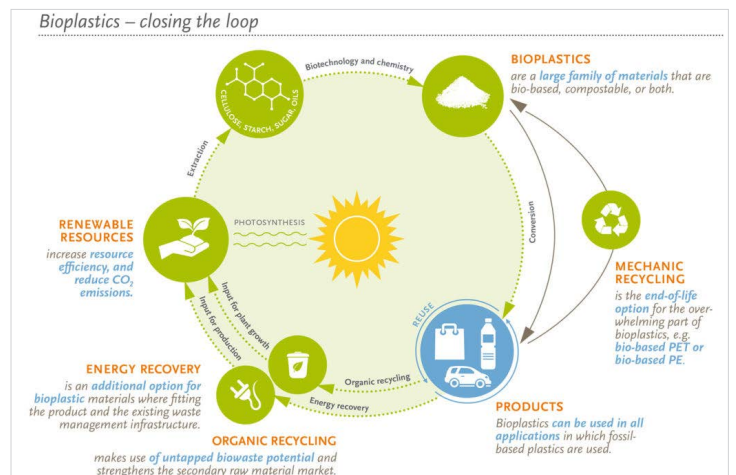 Bioplastics – closing the loop
Biotechnology and chemistry
CELLULOSE, STARCH, SUGAR, OILS
BIOPLASTICS
are a large family of materials that are
bio-based, compostable, or both.
Extraction
PHOTOSYNTHESIS
RENEWABLE
RESOURCES
increase resource
efficiency, and
reduce CO₂
emissions.
Conversion
MECHANIC
RECYCLING
is the end-of-life
option for the over-
whelming part of
bioplastics, e.g.
bio-based PET or
bio-based PE.
REUSE
Input for plant growth
Input for production
ENERGY RECOVERY
is an additional option for
bioplastic materials where fitting
the product and the existing waste
management infrastructure.
Organic recycling
Energy recovery
PRODUCTS
Bioplastics can be used in all
applications in which fossil-
based plastics are used.
ORGANIC RECYCLING
makes use of untapped biowaste potential and
strengthens the secondary raw material market.